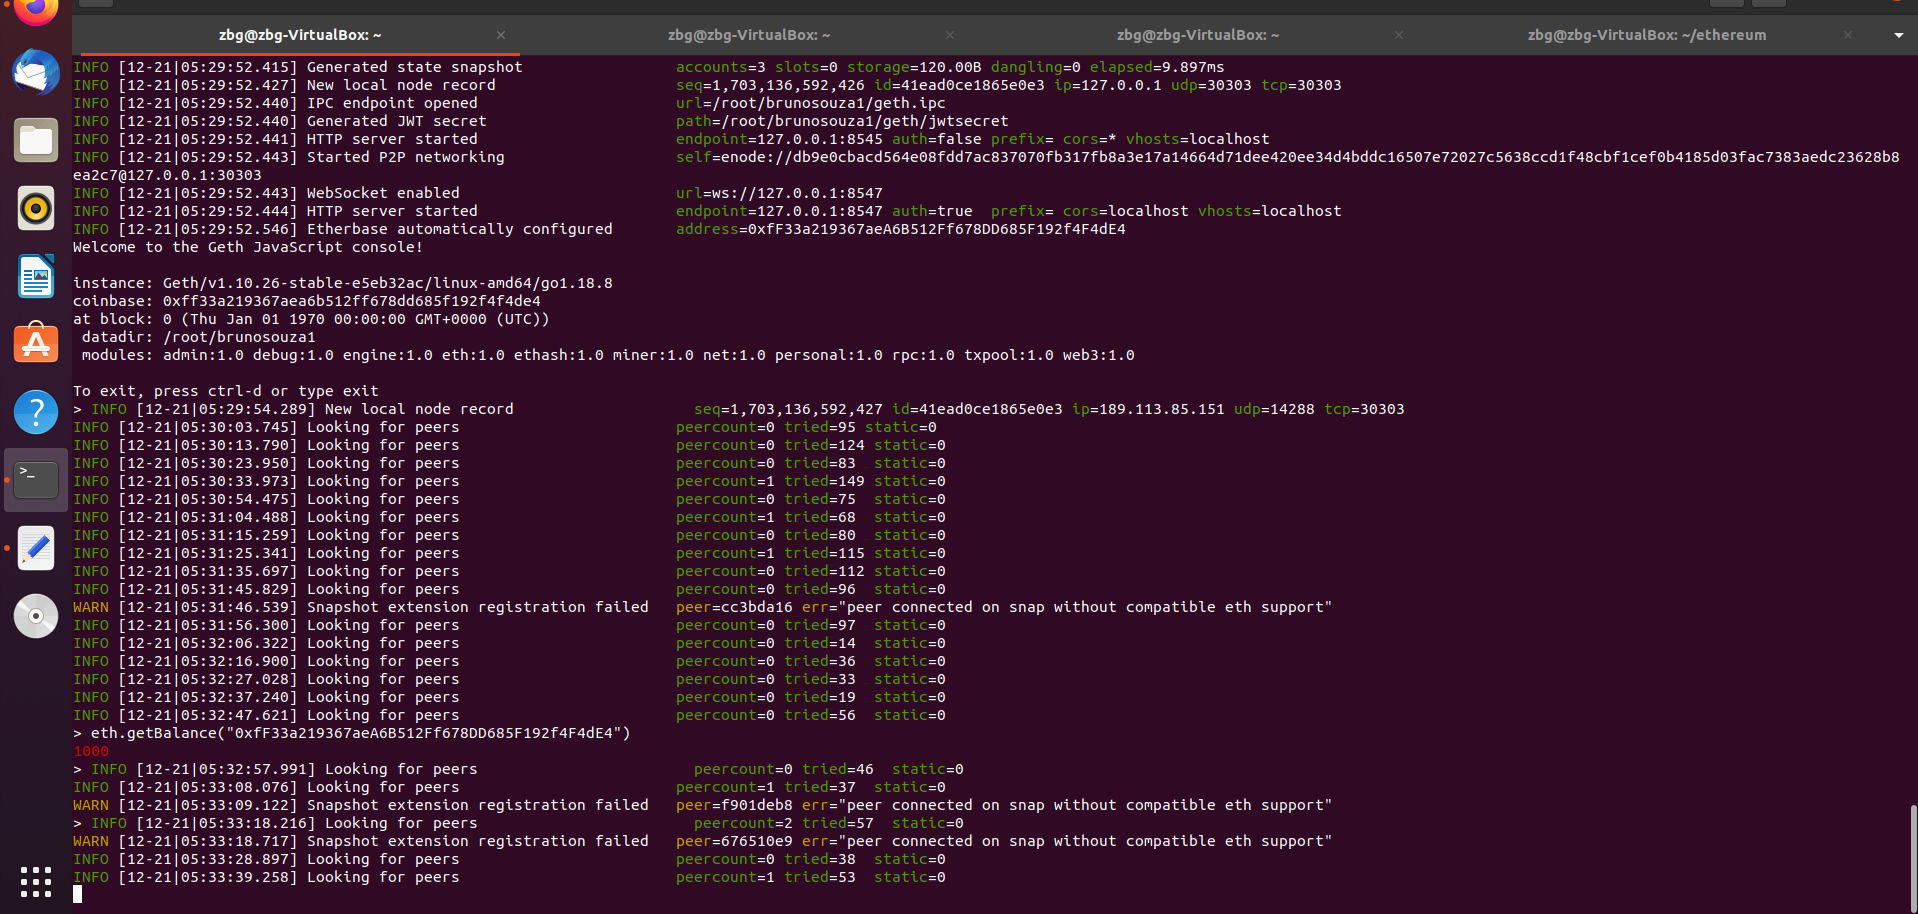 zbg@zbg-VirtualBox: ~ × zbg@zbg-VirtualBox: ~ × zbg@zbg-VirtualBox: ~ × zbg@zbg-VirtualBox: ~/ethereum ×
INFO [12-21|05:29:52.415] Generated state snapshot accounts=3 slots=0 storage=120.00B dangling=0 elapsed=9.897ms
INFO [12-21|05:29:52.427] New local node record seq=1,703,136,592,426 id=41ead0ce1865e0e3 ip=127.0.0.1 udp=30303 tcp=30303
INFO [12-21|05:29:52.440] IPC endpoint opened url=/root/brunosouza1/geth.ipc
INFO [12-21|05:29:52.440] Generated JWT secret path=/root/brunosouza1/geth/jwtsecret
INFO [12-21|05:29:52.441] HTTP server started endpoint=127.0.0.1:8545 auth=false prefix= cors=* vhosts=localhost
INFO [12-21|05:29:52.443] Started P2P networking self=enode://db9e0cbacd564e08fdd7ac837070fb317fb8a3e17a14664d71dee420ee34d4bddc16507e72027c5638ccd1f48cbf1cef0b4185d03fac7383aedc23628b8
ea2c7@127.0.0.1:30303
INFO [12-21|05:29:52.443] WebSocket enabled url=ws://127.0.0.1:8547
INFO [12-21|05:29:52.444] HTTP server started endpoint=127.0.0.1:8547 auth=true prefix= cors=localhost vhosts=localhost
INFO [12-21|05:29:52.546] Etherbase automatically configured address=0xfF33a219367aeA6B512Ff678DD685F192f4F4dE4
Welcome to the Geth JavaScript console!
instance: Geth/v1.10.26-stable-e5eb32ac/linux-amd64/go1.18.8
coinbase: 0xff33a219367aea6b512ff678dd685f192f4f4de4
at block: 0 (Thu Jan 01 1970 00:00:00 GMT+0000 (UTC))
datadir: /root/brunosouza1
modules: admin:1.0 debug:1.0 engine:1.0 eth:1.0 ethash:1.0 miner:1.0 net:1.0 personal:1.0 rpc:1.0 txpool:1.0 web3:1.0
To exit, press ctrl-d or type exit
> INFO [12-21|05:29:54.289] New local node record seq=1,703,136,592,427 id=41ead0ce1865e0e3 ip=189.113.85.151 udp=14288 tcp=30303
INFO [12-21|05:30:03.745] Looking for peers peercount=0 tried=95 static=0
INFO [12-21|05:30:13.790] Looking for peers peercount=0 tried=124 static=0
INFO [12-21|05:30:23.950] Looking for peers peercount=0 tried=83 static=0
INFO [12-21|05:30:33.973] Looking for peers peercount=1 tried=149 static=0
INFO [12-21|05:30:54.475] Looking for peers peercount=0 tried=75 static=0
INFO [12-21|05:31:04.488] Looking for peers peercount=1 tried=68 static=0
INFO [12-21|05:31:15.259] Looking for peers peercount=0 tried=80 static=0
INFO [12-21|05:31:25.341] Looking for peers peercount=1 tried=115 static=0
INFO [12-21|05:31:35.697] Looking for peers peercount=0 tried=112 static=0
INFO [12-21|05:31:45.829] Looking for peers peercount=0 tried=96 static=0
WARN [12-21|05:31:46.539] Snapshot extension registration failed peer=cc3bda16 err="peer connected on snap without compatible eth support"
INFO [12-21|05:31:56.300] Looking for peers peercount=0 tried=97 static=0
INFO [12-21|05:32:06.322] Looking for peers peercount=0 tried=14 static=0
INFO [12-21|05:32:16.900] Looking for peers peercount=0 tried=36 static=0
INFO [12-21|05:32:27.028] Looking for peers peercount=0 tried=33 static=0
INFO [12-21|05:32:37.240] Looking for peers peercount=0 tried=19 static=0
INFO [12-21|05:32:47.621] Looking for peers peercount=0 tried=56 static=0
> eth.getBalance("0xfF33a219367aeA6B512Ff678DD685F192f4F4dE4")
1000
> INFO [12-21|05:32:57.991] Looking for peers peercount=0 tried=46 static=0
INFO [12-21|05:33:08.076] Looking for peers peercount=1 tried=37 static=0
WARN [12-21|05:33:09.122] Snapshot extension registration failed peer=f901deb8 err="peer connected on snap without compatible eth support"
> INFO [12-21|05:33:18.216] Looking for peers peercount=2 tried=57 static=0
WARN [12-21|05:33:18.717] Snapshot extension registration failed peer=676510e9 err="peer connected on snap without compatible eth support"
INFO [12-21|05:33:28.897] Looking for peers peercount=0 tried=38 static=0
INFO [12-21|05:33:39.258] Looking for peers peercount=1 tried=53 static=0